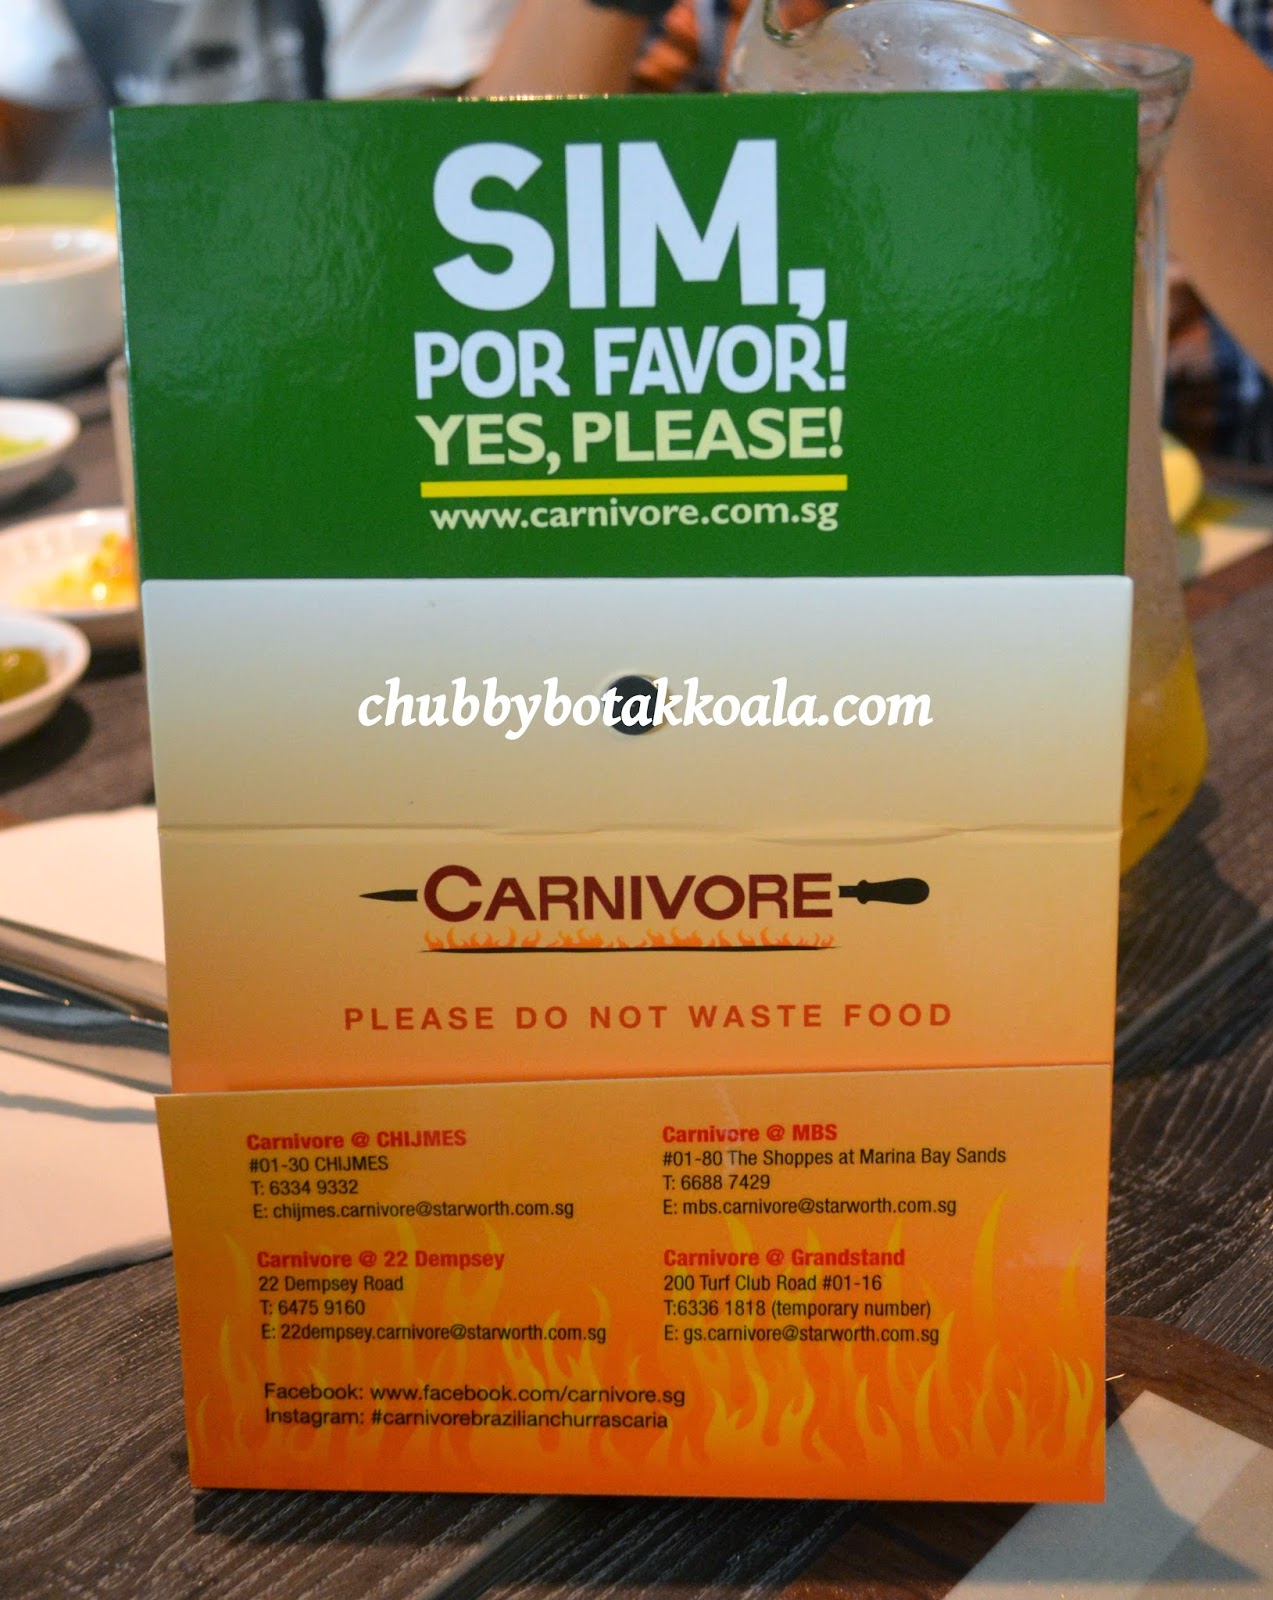 SIM,
POR FAVOR!
YES, PLEASE!
www.carnivore.com.sg
chubbybotakkoala.com
CARNIVORE
PLEASE DO NOT WASTE FOOD
Carnivore @ CHIJMES
#01-30 CHIJMES
T: 6334 9332
E: chijmes.carnivore@starworth.com.sg
Carnivore @ MBS
#01-80 The Shoppes at Marina Bay Sands
T: 6688 7429
E: mbs.carnivore@starworth.com.sg
Carnivore @ 22 Dempsey
22 Dempsey Road
T: 6475 9160
E: 22dempsey.carnivore@starworth.com.sg
Carnivore @ Grandstand
200 Turf Club Road #01-16
T:6336 1818 (temporary number)
E: gs.carnivore@starworth.com.sg
Facebook: www.facebook.com/carnivore.sg
Instagram: #carnivorebrazilianchurrascaria